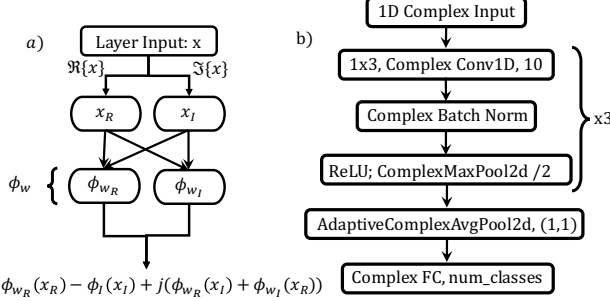 a)
Layer Input: x
ℜ{x} ℑ{x}
x_R x_I
ϕ_w { ϕ_{w_R} ϕ_{w_I}
ϕ_{w_R}(x_R) − ϕ_I(x_I) + j(ϕ_{w_R}(x_I) + ϕ_{w_I}(x_R))
b)
1D Complex Input
1x3, Complex Conv1D, 10
Complex Batch Norm
ReLU; ComplexMaxPool2d /2
x3
AdaptiveComplexAvgPool2d, (1,1)
Complex FC, num_classes